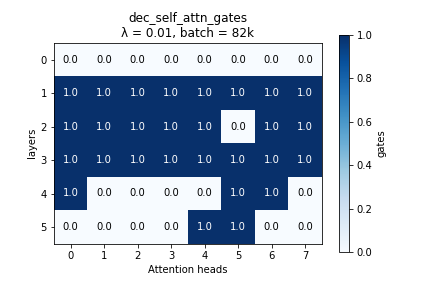 dec_self_attn_gates
λ = 0.01, batch = 82k
layers
0 0.0 0.0 0.0 0.0 0.0 0.0 0.0 0.0
1 1.0 1.0 1.0 1.0 1.0 1.0 1.0 1.0
2 1.0 1.0 1.0 1.0 1.0 0.0 1.0 1.0
3 1.0 1.0 1.0 1.0 1.0 1.0 1.0 1.0
4 1.0 0.0 0.0 0.0 0.0 1.0 1.0 0.0
5 0.0 0.0 0.0 0.0 1.0 1.0 0.0 0.0
0 1 2 3 4 5 6 7
Attention heads
1.0
0.8
0.6
0.4
0.2
0.0
gates